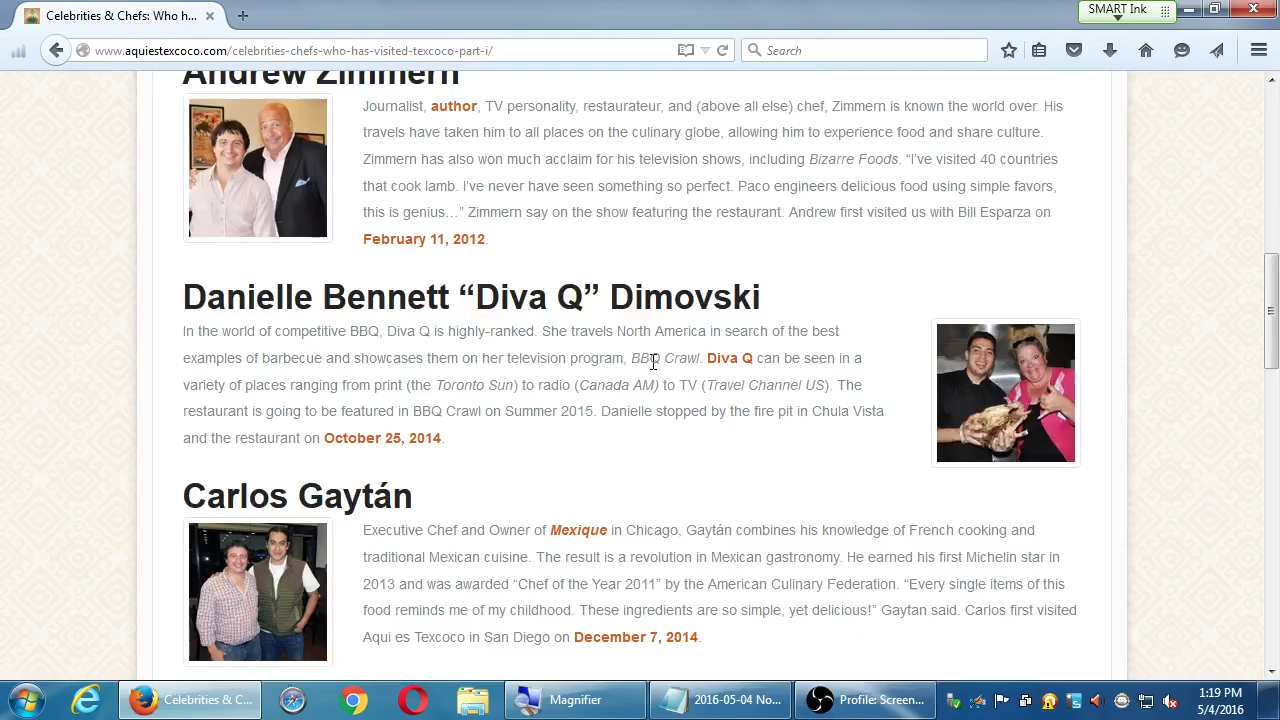 Celebrities & Chefs: Who h...
SMART Ink
www.aquiestexcoco.com/celebrities-chefs-who-has-visited-texcoco-part-i/
Search
Andrew Zimmern
Journalist, author, TV personality, restaurateur, and (above all else) chef, Zimmern is known the world over. His
travels have taken him to all places on the culinary globe, allowing him to experience food and share culture.
Zimmern has also won much acclaim for his television shows, including Bizarre Foods. “I’ve visited 40 countries
that cook lamb. I’ve never have seen something so perfect. Paco engineers delicious food using simple favors,
this is genius…” Zimmern say on the show featuring the restaurant. Andrew first visited us with Bill Esparza on
February 11, 2012.
Danielle Bennett “Diva Q” Dimovski
In the world of competitive BBQ, Diva Q is highly-ranked. She travels North America in search of the best
examples of barbecue and showcases them on her television program, BBQ Crawl. Diva Q can be seen in a
variety of places ranging from print (the Toronto Sun) to radio (Canada AM) to TV (Travel Channel US). The
restaurant is going to be featured in BBQ Crawl on Summer 2015. Danielle stopped by the fire pit in Chula Vista
and the restaurant on October 25, 2014.
Carlos Gaytán
Executive Chef and Owner of Mexique in Chicago, Gaytán combines his knowledge of French cooking and
traditional Mexican cuisine. The result is a revolution in Mexican gastronomy. He earned his first Michelin star in
2013 and was awarded “Chef of the Year 2011” by the American Culinary Federation. “Every single items of this
food reminds me of my childhood. These ingredients are so simple, yet delicious!” Gaytan said. Carlos first visited
Aqui es Texcoco in San Diego on December 7, 2014.
Celebrities & C...
Magnifier
2016-05-04 No...
Profile: Screen...
1:19 PM
5/4/2016